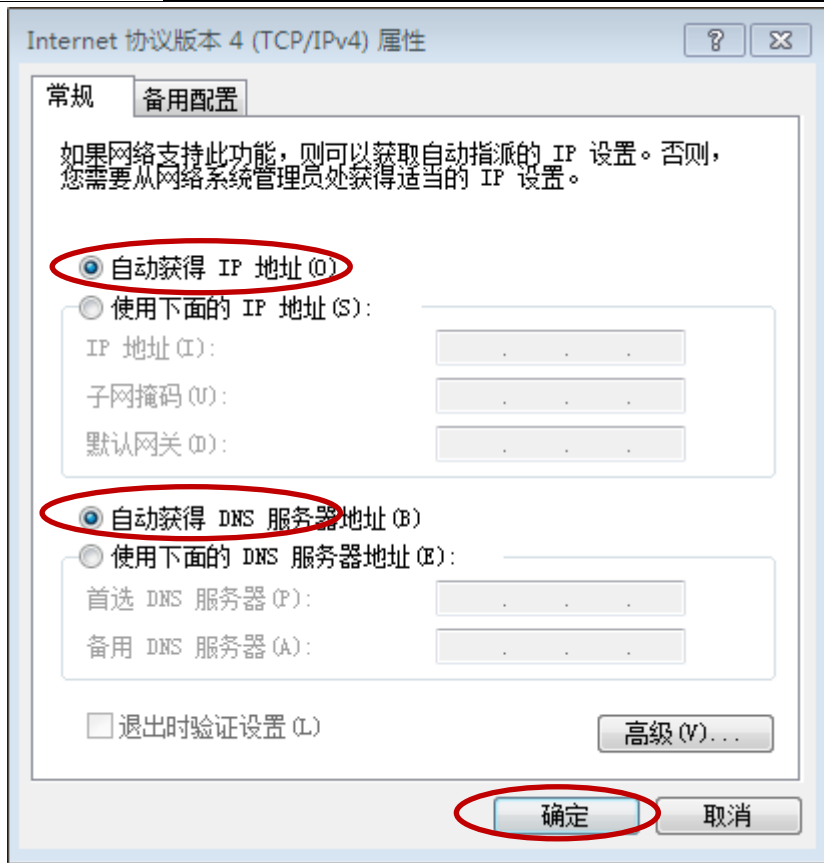 Internet 协议版本 4 (TCP/IPv4) 属性
常规
备用配置
如果网络支持此功能，则可以获取自动指派的 IP 设置。否则，
您需要从网络系统管理员处获得适当的 IP 设置。
自动获得 IP 地址(O)
使用下面的 IP 地址(S):
IP 地址(I):
子网掩码(U):
默认网关(D):
自动获得 DNS 服务器地址(B)
使用下面的 DNS 服务器地址(E):
首选 DNS 服务器(P):
备用 DNS 服务器(A):
退出时验证设置(L)
高级(V)...
确定
取消